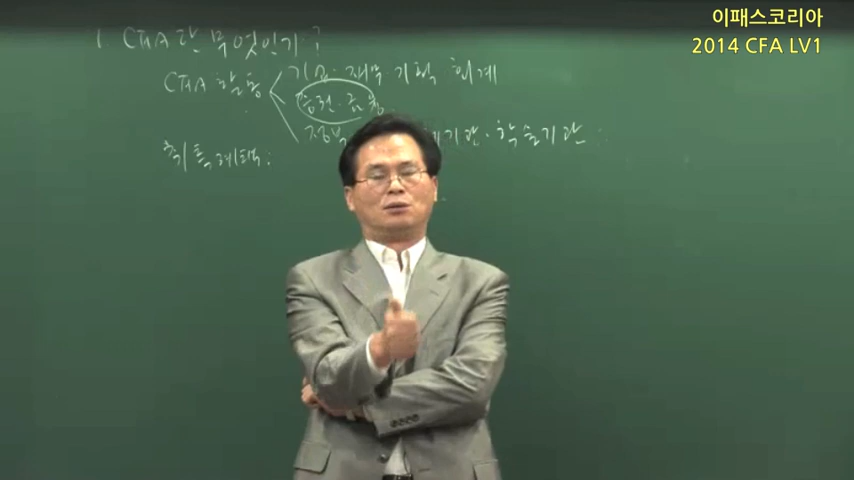 이패스코리아
2014 CFA LV1
1. CFA란 무엇인가?
CFA 활동
기업·재무·기획·회계
증권·금융
정부 기관·학술기관
취득혜택: